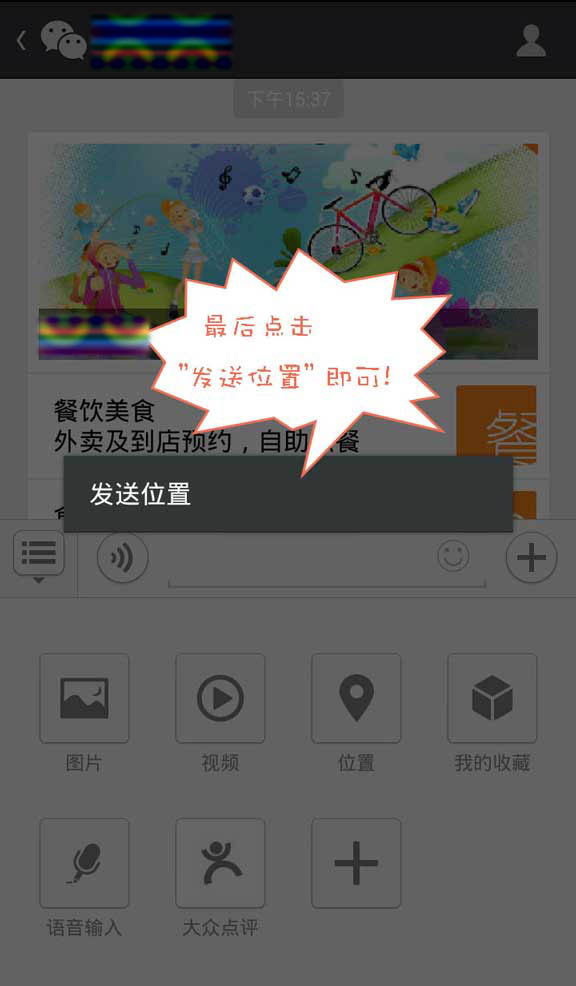 下午15:37
最后点击
"发送位置"即可!
餐饮美食
外卖及到店预约，自助点餐
餐
发送位置
图片
视频
位置
我的收藏
语音输入
大众点评